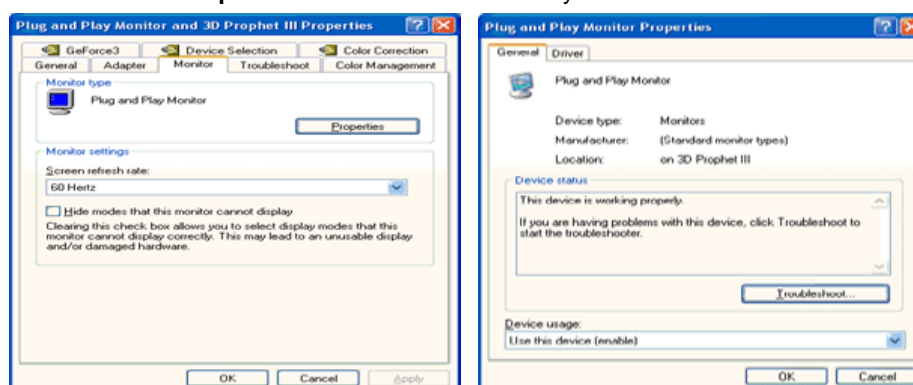 Plug and Play Monitor and 3D Prophet III Properties
GeForce3 Device Selection Color Correction
General Adapter Monitor Troubleshoot Color Management
Monitor type
Plug and Play Monitor
Properties
Monitor settings
Screen refresh rate:
60 Hertz
Hide modes that this monitor cannot display
Clearing this check box allows you to select display modes that this
monitor cannot display correctly. This may lead to an unusable display
and/or damaged hardware.
OK Cancel Apply
Plug and Play Monitor Properties
General Driver
Plug and Play Monitor
Device type: Monitors
Manufacturer: (Standard monitor types)
Location: on 3D Prophet III
Device status
This device is working properly.
If you are having problems with this device, click Troubleshoot to
start the troubleshooter.
Troubleshoot...
Device usage:
Use this device (enable)
OK Cancel